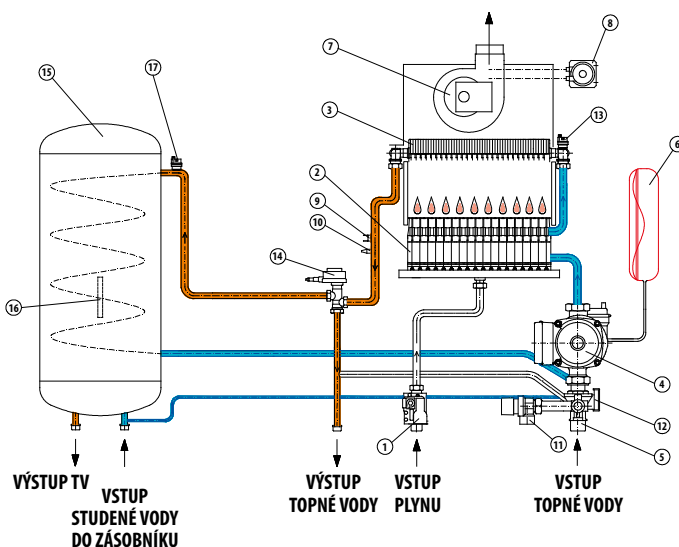 8
7
15
17
13
3
6
2
9
10
14
16
4
12
1
11
5
VÝSTUP TV
VSTUP
STUDENÉ VODY
DO ZÁSOBNÍKU
VÝSTUP
TOPNÉ VODY
VSTUP
PLYNU
VSTUP
TOPNÉ VODY